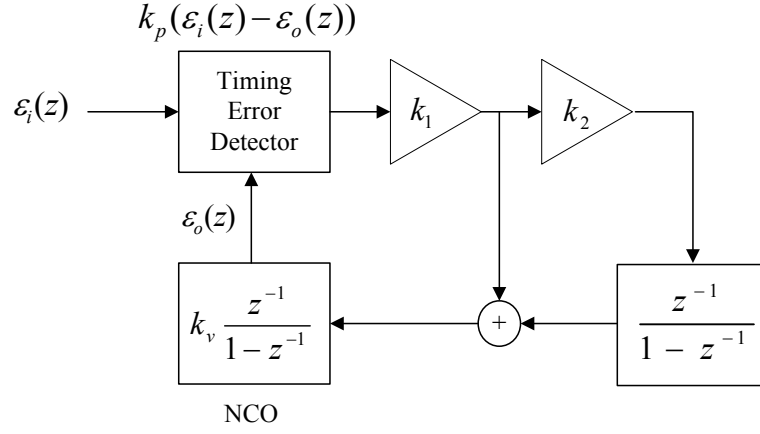 k_p(ε_i(z) − ε_o(z))
ε_i(z)
Timing
Error
Detector
k_1
k_2
ε_o(z)
k_v z^{-1} / (1 − z^{-1})
+
z^{-1} / (1 − z^{-1})
NCO